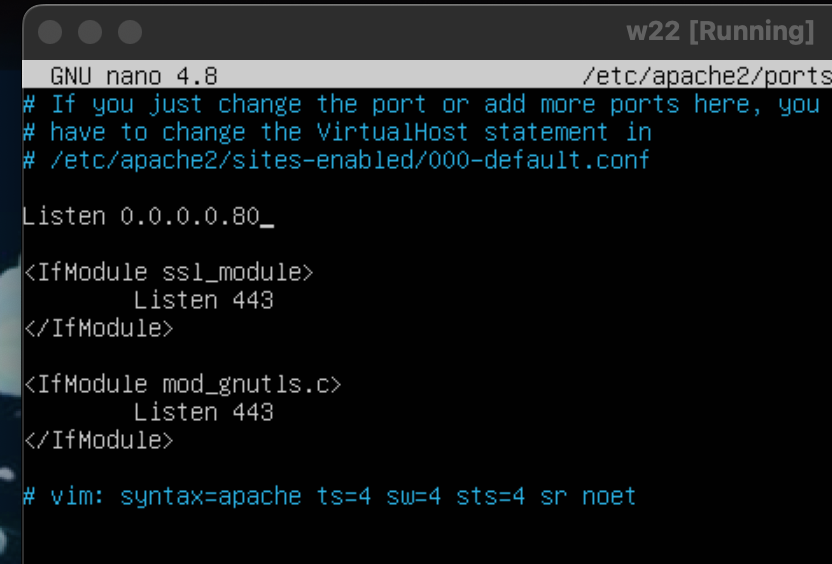 w22 [Running]
GNU nano 4.8 /etc/apache2/ports
# If you just change the port or add more ports here, you
# have to change the VirtualHost statement in
# /etc/apache2/sites-enabled/000-default.conf
Listen 0.0.0.0.80_
<IfModule ssl_module>
Listen 443
</IfModule>
<IfModule mod_gnutls.c>
Listen 443
</IfModule>
# vim: syntax=apache ts=4 sw=4 sts=4 sr noet